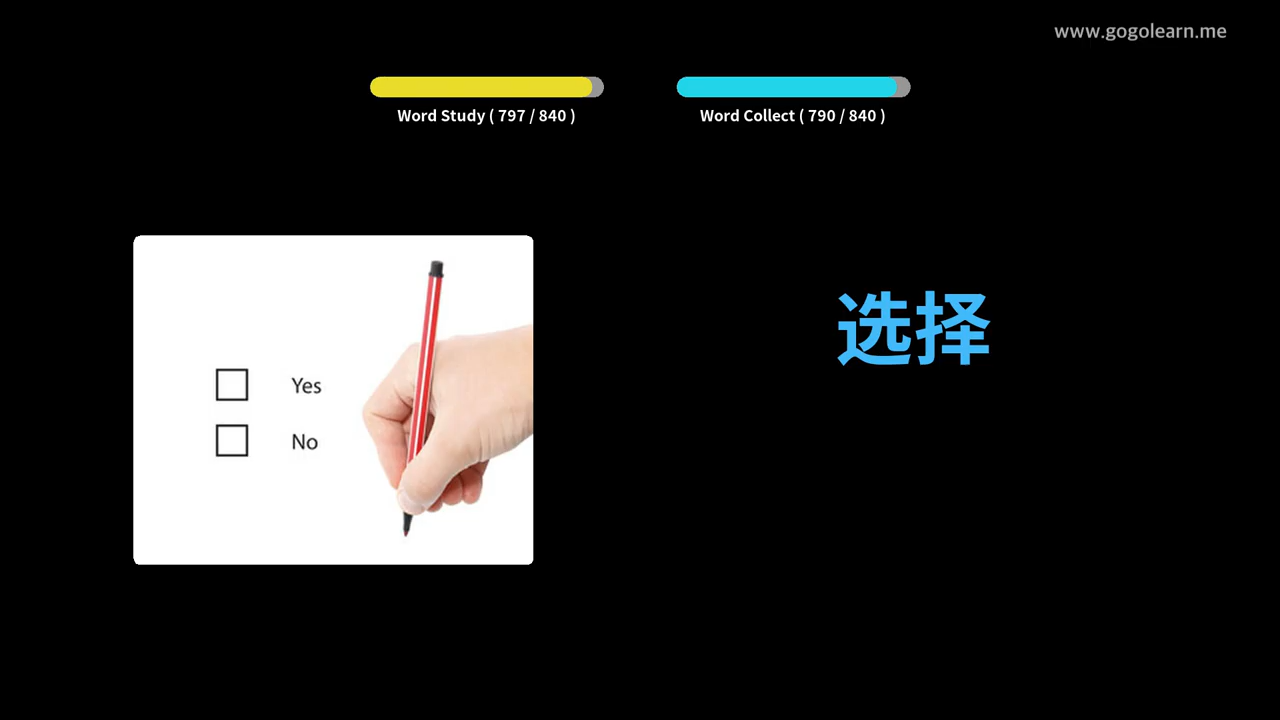 www.gogolearn.me
Word Study ( 797 / 840 )
Word Collect ( 790 / 840 )
Yes
No
选择